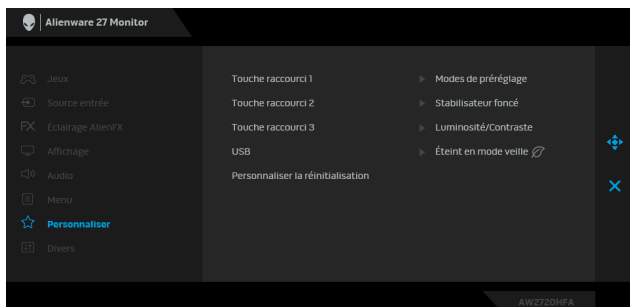 Alienware 27 Monitor
Jeux
Source entrée
FX Éclairage AlienFX
Affichage
Audio
Menu
Personnaliser
Divers
Touche raccourci 1 Modes de préréglage
Touche raccourci 2 Stabilisateur foncé
Touche raccourci 3 Luminosité/Contraste
USB Éteint en mode veille
Personnaliser la réinitialisation
AW2720HFA